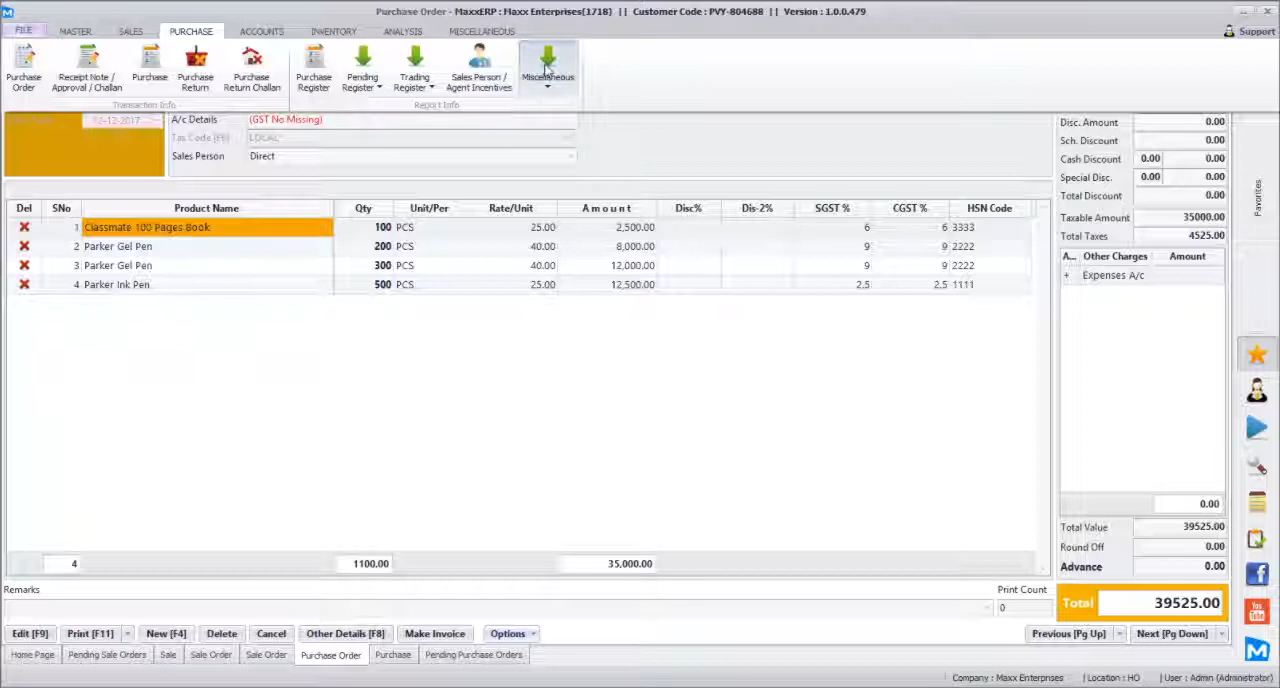 Purchase Order - MaxxERP : Maxx Enterprises[1718] || Customer Code : PVY-804688 || Version : 1.0.0.479
FILE MASTER SALES PURCHASE ACCOUNTS INVENTORY ANALYSIS MISCELLANEOUS Support
Purchase Order
Receipt Note / Approval / Challan
Purchase
Purchase Return
Purchase Return Challan
Purchase Register
Pending Register
Trading Register
Sales Person / Agent Incentives
Miscellaneous
Transaction Info Report Info
02-12-2017 A/c Details (GST No Missing)
Tax Code [F6] LOCAL
Sales Person Direct
Disc. Amount 0.00
Sch. Discount 0.00
Cash Discount 0.00 0.00
Special Disc. 0.00 0.00
Total Discount 0.00
Taxable Amount 35000.00
Total Taxes 4525.00
Favorites
Del SNo Product Name Qty Unit/Per Rate/Unit A m o u n t Disc% Dis-2% SGST % CGST % HSN Code
1 Classmate 100 Pages Book 100 PCS 25.00 2,500.00 6 6 3333
2 Parker Gel Pen 200 PCS 40.00 8,000.00 9 9 2222
3 Parker Gel Pen 300 PCS 40.00 12,000.00 9 9 2222
4 Parker Ink Pen 500 PCS 25.00 12,500.00 2.5 2.5 1111
A... Other Charges Amount
+ Expenses A/c
0.00
4 1100.00 35,000.00
Total Value 39525.00
Round Off 0.00
Advance 0.00
Remarks Print Count
0
Total 39525.00
Edit [F9] Print [F11] New [F4] Delete Cancel Other Details [F8] Make Invoice Options Previous [Pg Up] Next [Pg Down]
Home Page Pending Sale Orders Sale Sale Order Sale Order Purchase Order Purchase Pending Purchase Orders
You Tube
Company : Maxx Enterprises | Location : HO | User : Admin (Administrator)